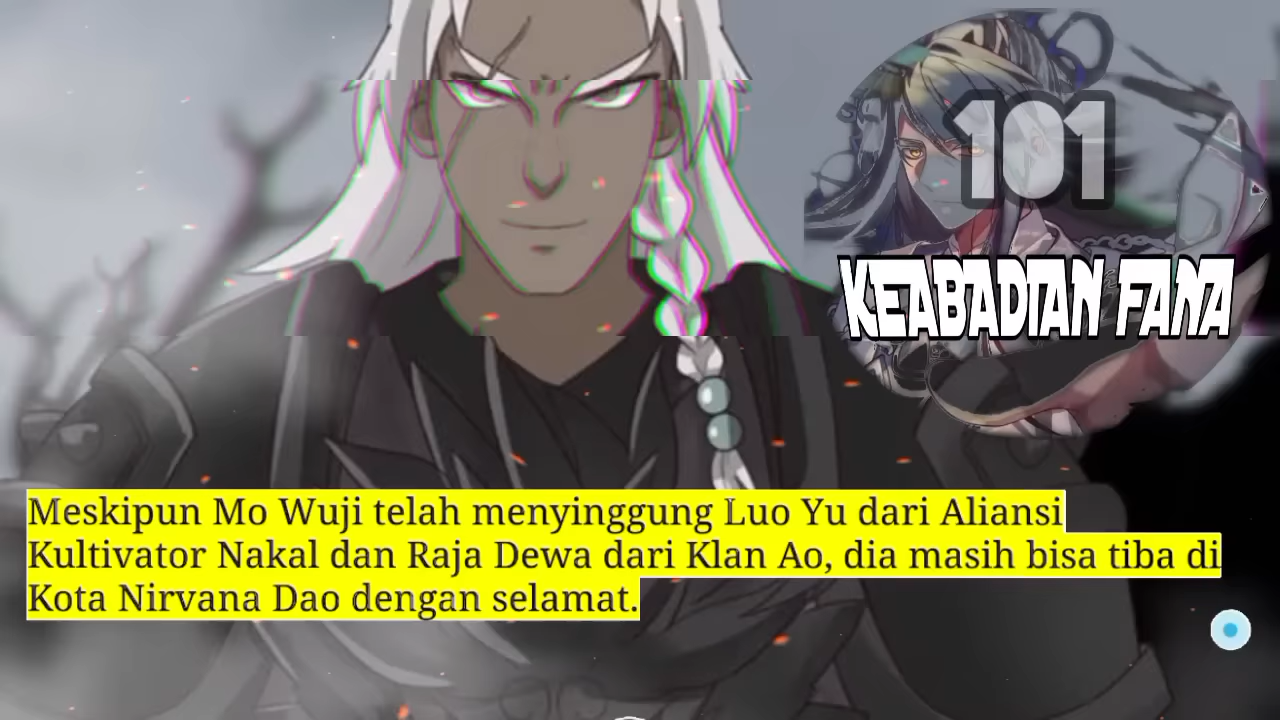 101
KEABADIAN FANA
Meskipun Mo Wuji telah menyinggung Luo Yu dari Aliansi
Kultivator Nakal dan Raja Dewa dari Klan Ao, dia masih bisa tiba di
Kota Nirvana Dao dengan selamat.